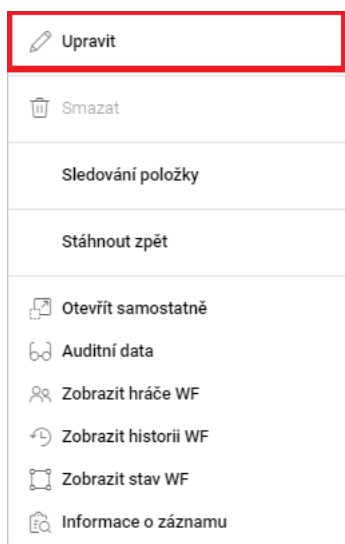 Upravit
Smazat
Sledování položky
Stáhnout zpět
Otevřít samostatně
Auditní data
Zobrazit hráče WF
Zobrazit historii WF
Zobrazit stav WF
Informace o záznamu